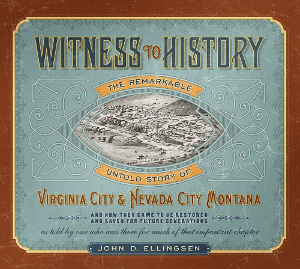 WITNESS TO HISTORY
THE REMARKABLE
UNTOLD STORY OF
VIRGINIA CITY & NEVADA CITY MONTANA
AND HOW THEY CAME TO BE RESTORED
AND SAVED FOR FUTURE GENERATIONS
as told by one who was there for much of that important chapter
JOHN D. ELLINGSEN